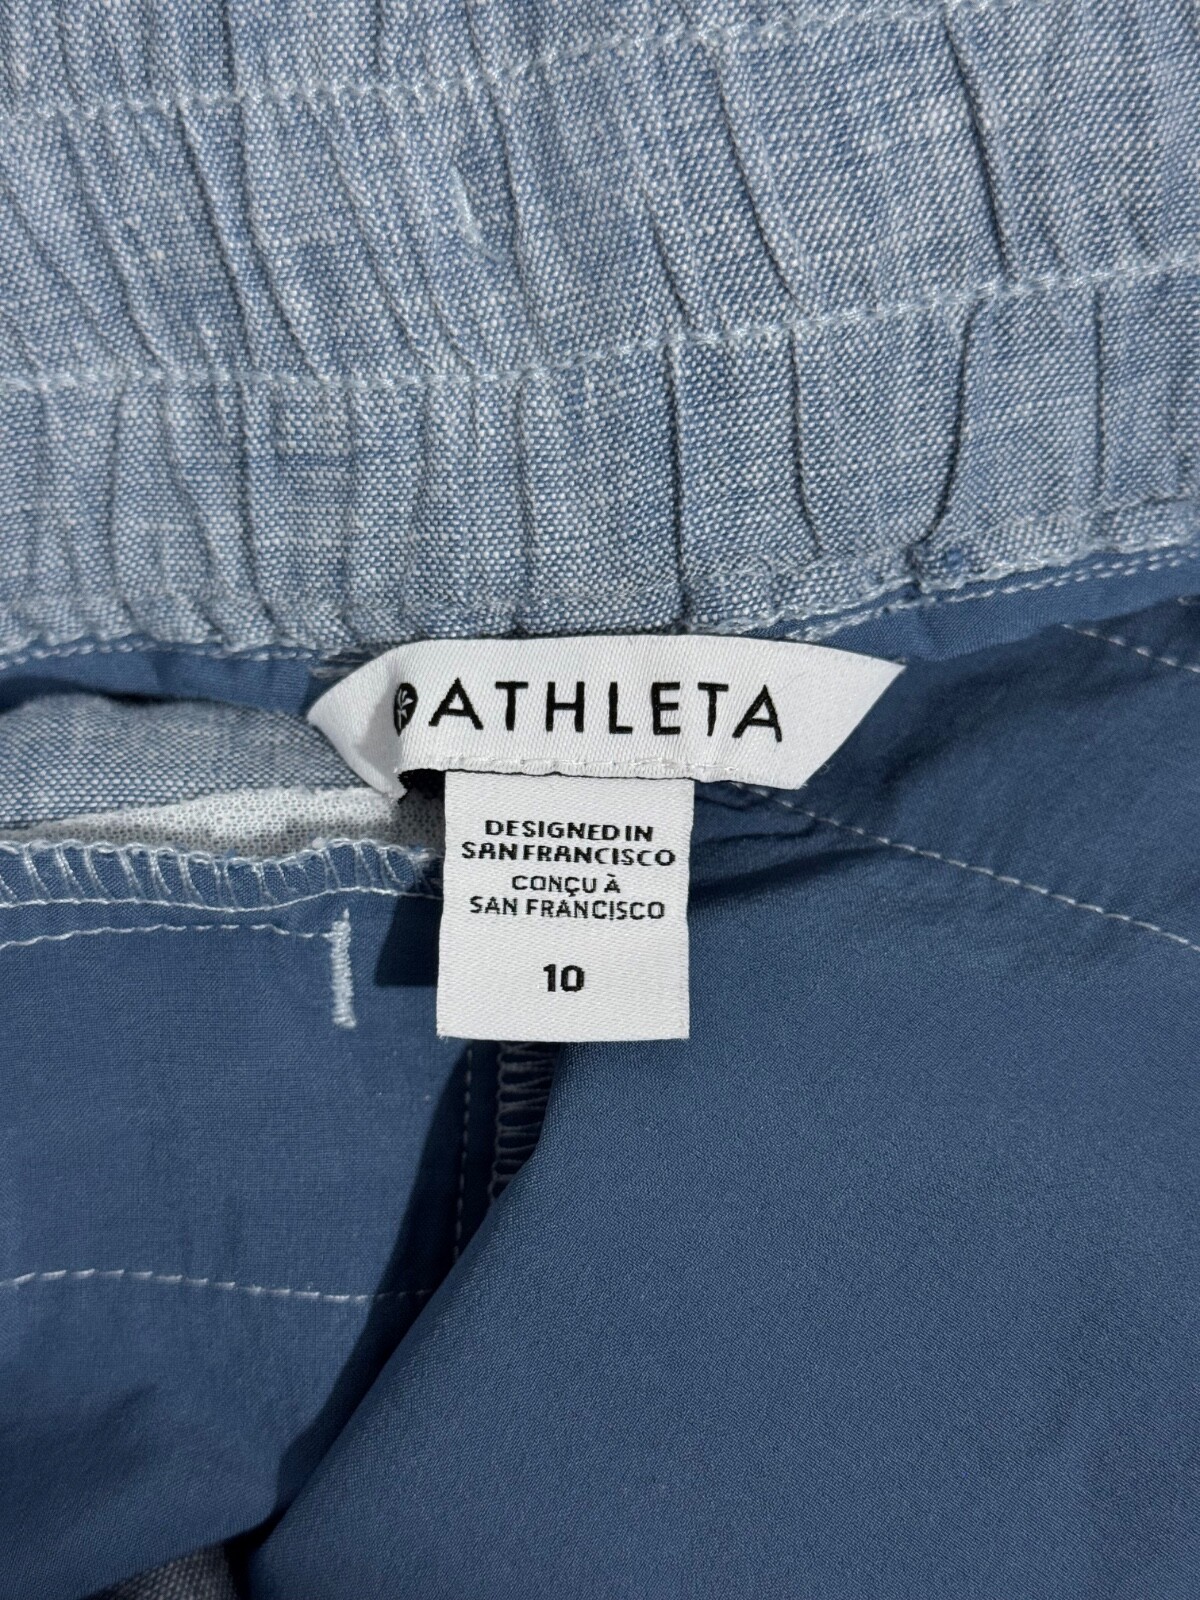 ATHLETA
DESIGNED IN
SAN FRANCISCO
CONÇU À
SAN FRANCISCO
10